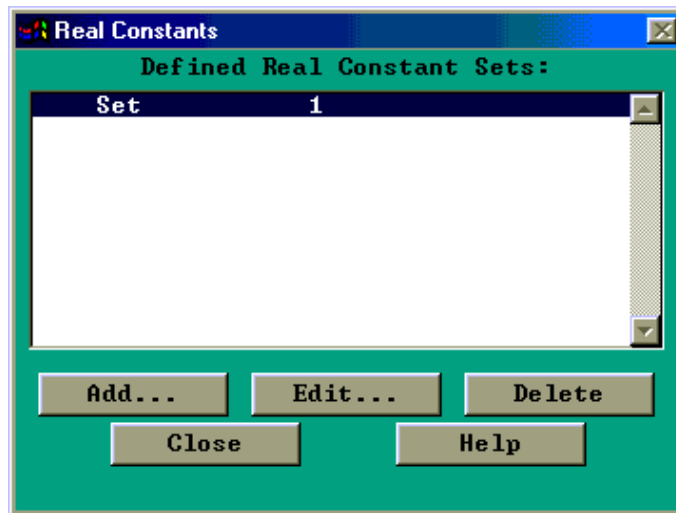 Real Constants
Defined Real Constant Sets:
Set 1
Add... Edit... Delete
Close Help